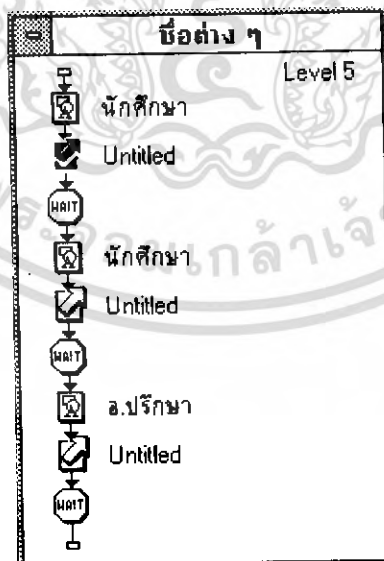 ชื่อต่าง ๆ
Level 5
นักศึกษา
Untitled
WAIT
นักศึกษา
Untitled
WAIT
อ.ปรึกษา
Untitled
WAIT